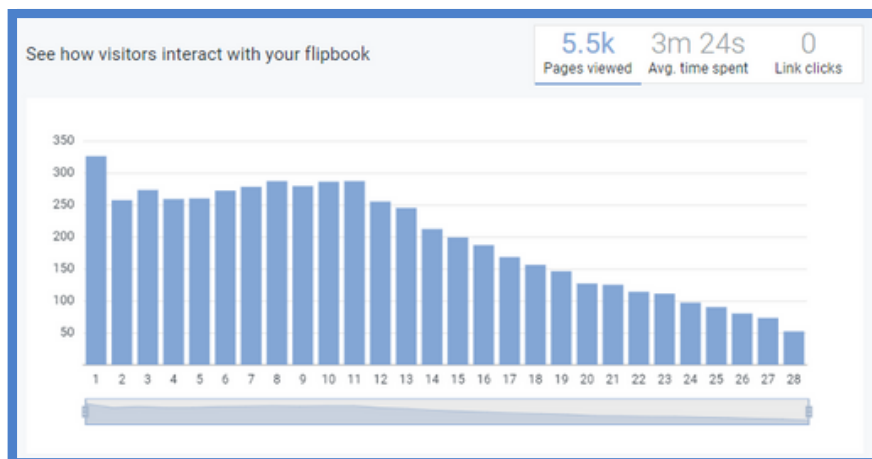 See how visitors interact with your flipbook
5.5k 3m 24s 0
Pages viewed Avg. time spent Link clicks
350
300
250
200
150
100
50
1 2 3 4 5 6 7 8 9 10 11 12 13 14 15 16 17 18 19 20 21 22 23 24 25 26 27 28